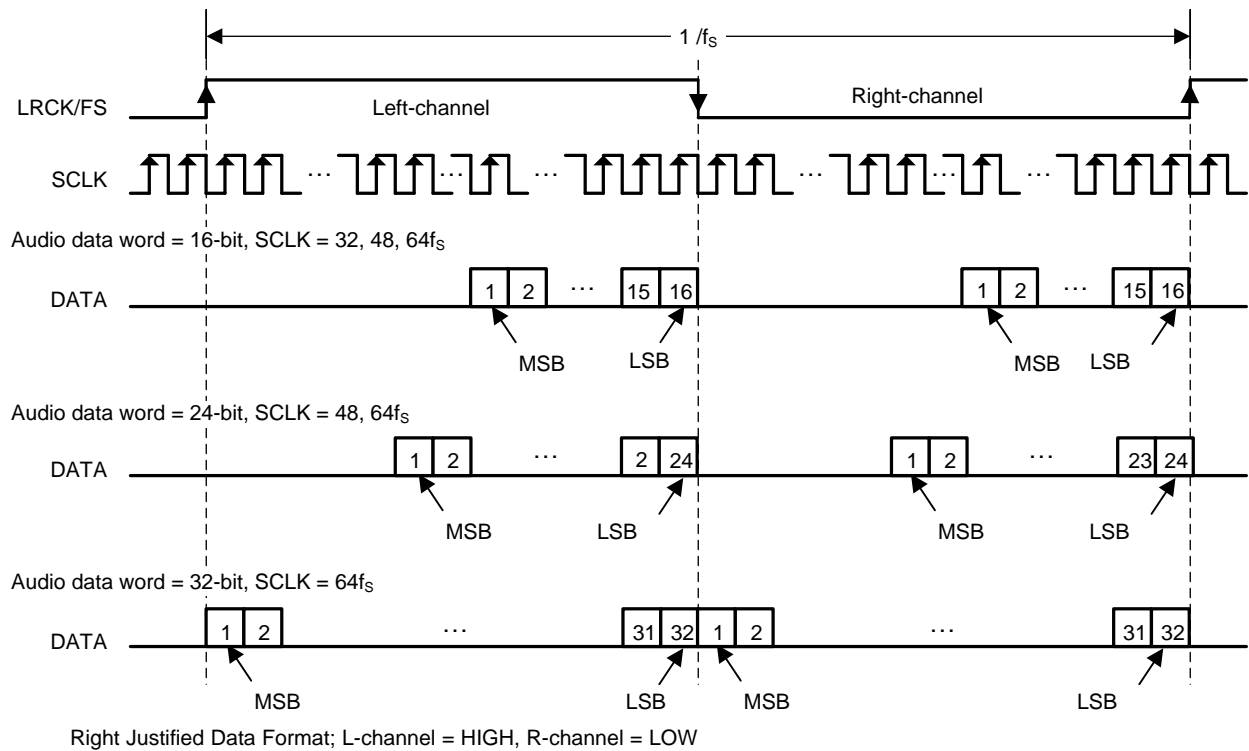 1 /fS
LRCK/FS
Left-channel
Right-channel
SCLK
… … … … … …
Audio data word = 16-bit, SCLK = 32, 48, 64fS
DATA
1 2 … 15 16 1 2 … 15 16
MSB LSB MSB LSB
Audio data word = 24-bit, SCLK = 48, 64fS
DATA
1 2 … 2 24 1 2 … 23 24
MSB LSB MSB LSB
Audio data word = 32-bit, SCLK = 64fS
DATA
1 2 … 31 32 1 2 … 31 32
MSB LSB MSB LSB
Right Justified Data Format; L-channel = HIGH, R-channel = LOW